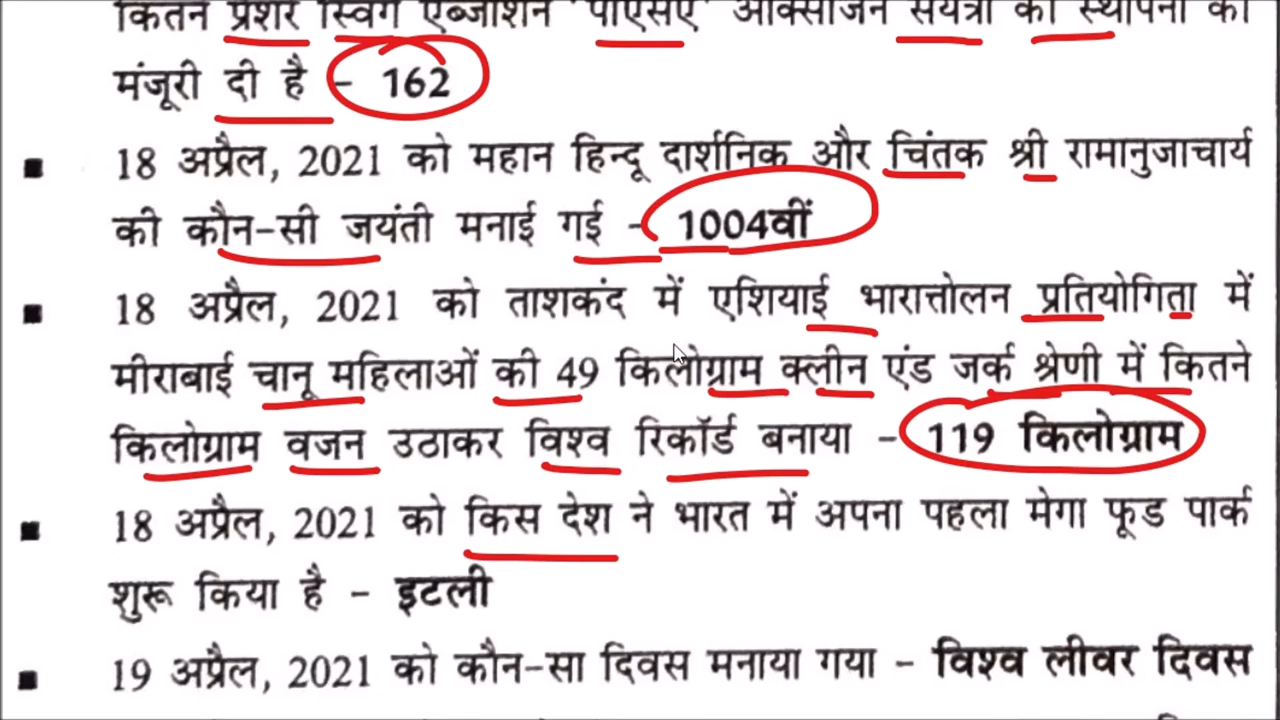 कितने प्रेशर स्विंग एब्जॉर्शन पीएसए ऑक्सीजन संयंत्रों की स्थापना की
मंजूरी दी है - 162
■ 18 अप्रैल, 2021 को महान हिन्दू दार्शनिक और चिंतक श्री रामानुजाचार्य
की कौन-सी जयंती मनाई गई - 1004वीं
■ 18 अप्रैल, 2021 को ताशकंद में एशियाई भारात्तोलन प्रतियोगिता में
मीराबाई चानू महिलाओं की 49 किलोग्राम क्लीन एंड जर्क श्रेणी में कितने
किलोग्राम वजन उठाकर विश्व रिकॉर्ड बनाया - 119 किलोग्राम
■ 18 अप्रैल, 2021 को किस देश ने भारत में अपना पहला मेगा फूड पार्क
शुरू किया है - इटली
■ 19 अप्रैल, 2021 को कौन-सा दिवस मनाया गया - विश्व लीवर दिवस